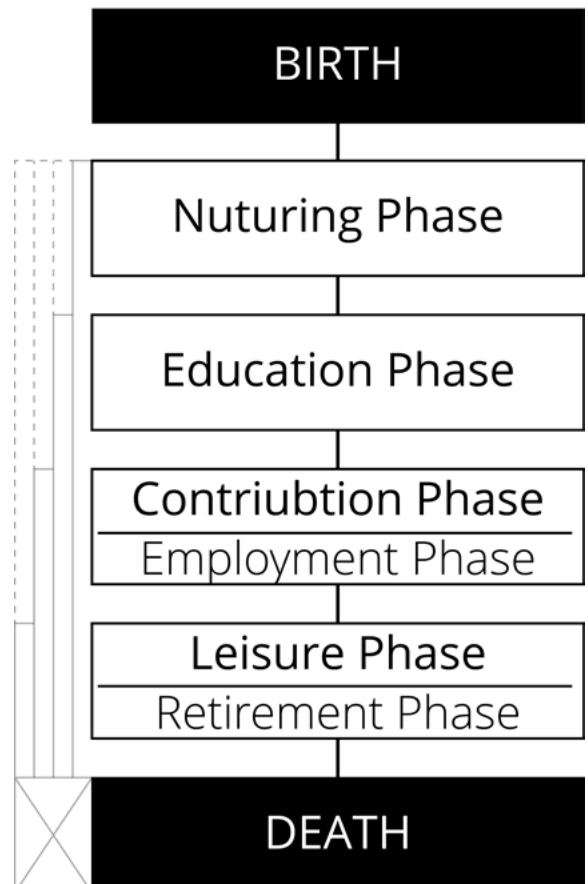 BIRTH
Nuturing Phase
Education Phase
Contriubtion Phase
Employment Phase
Leisure Phase
Retirement Phase
DEATH